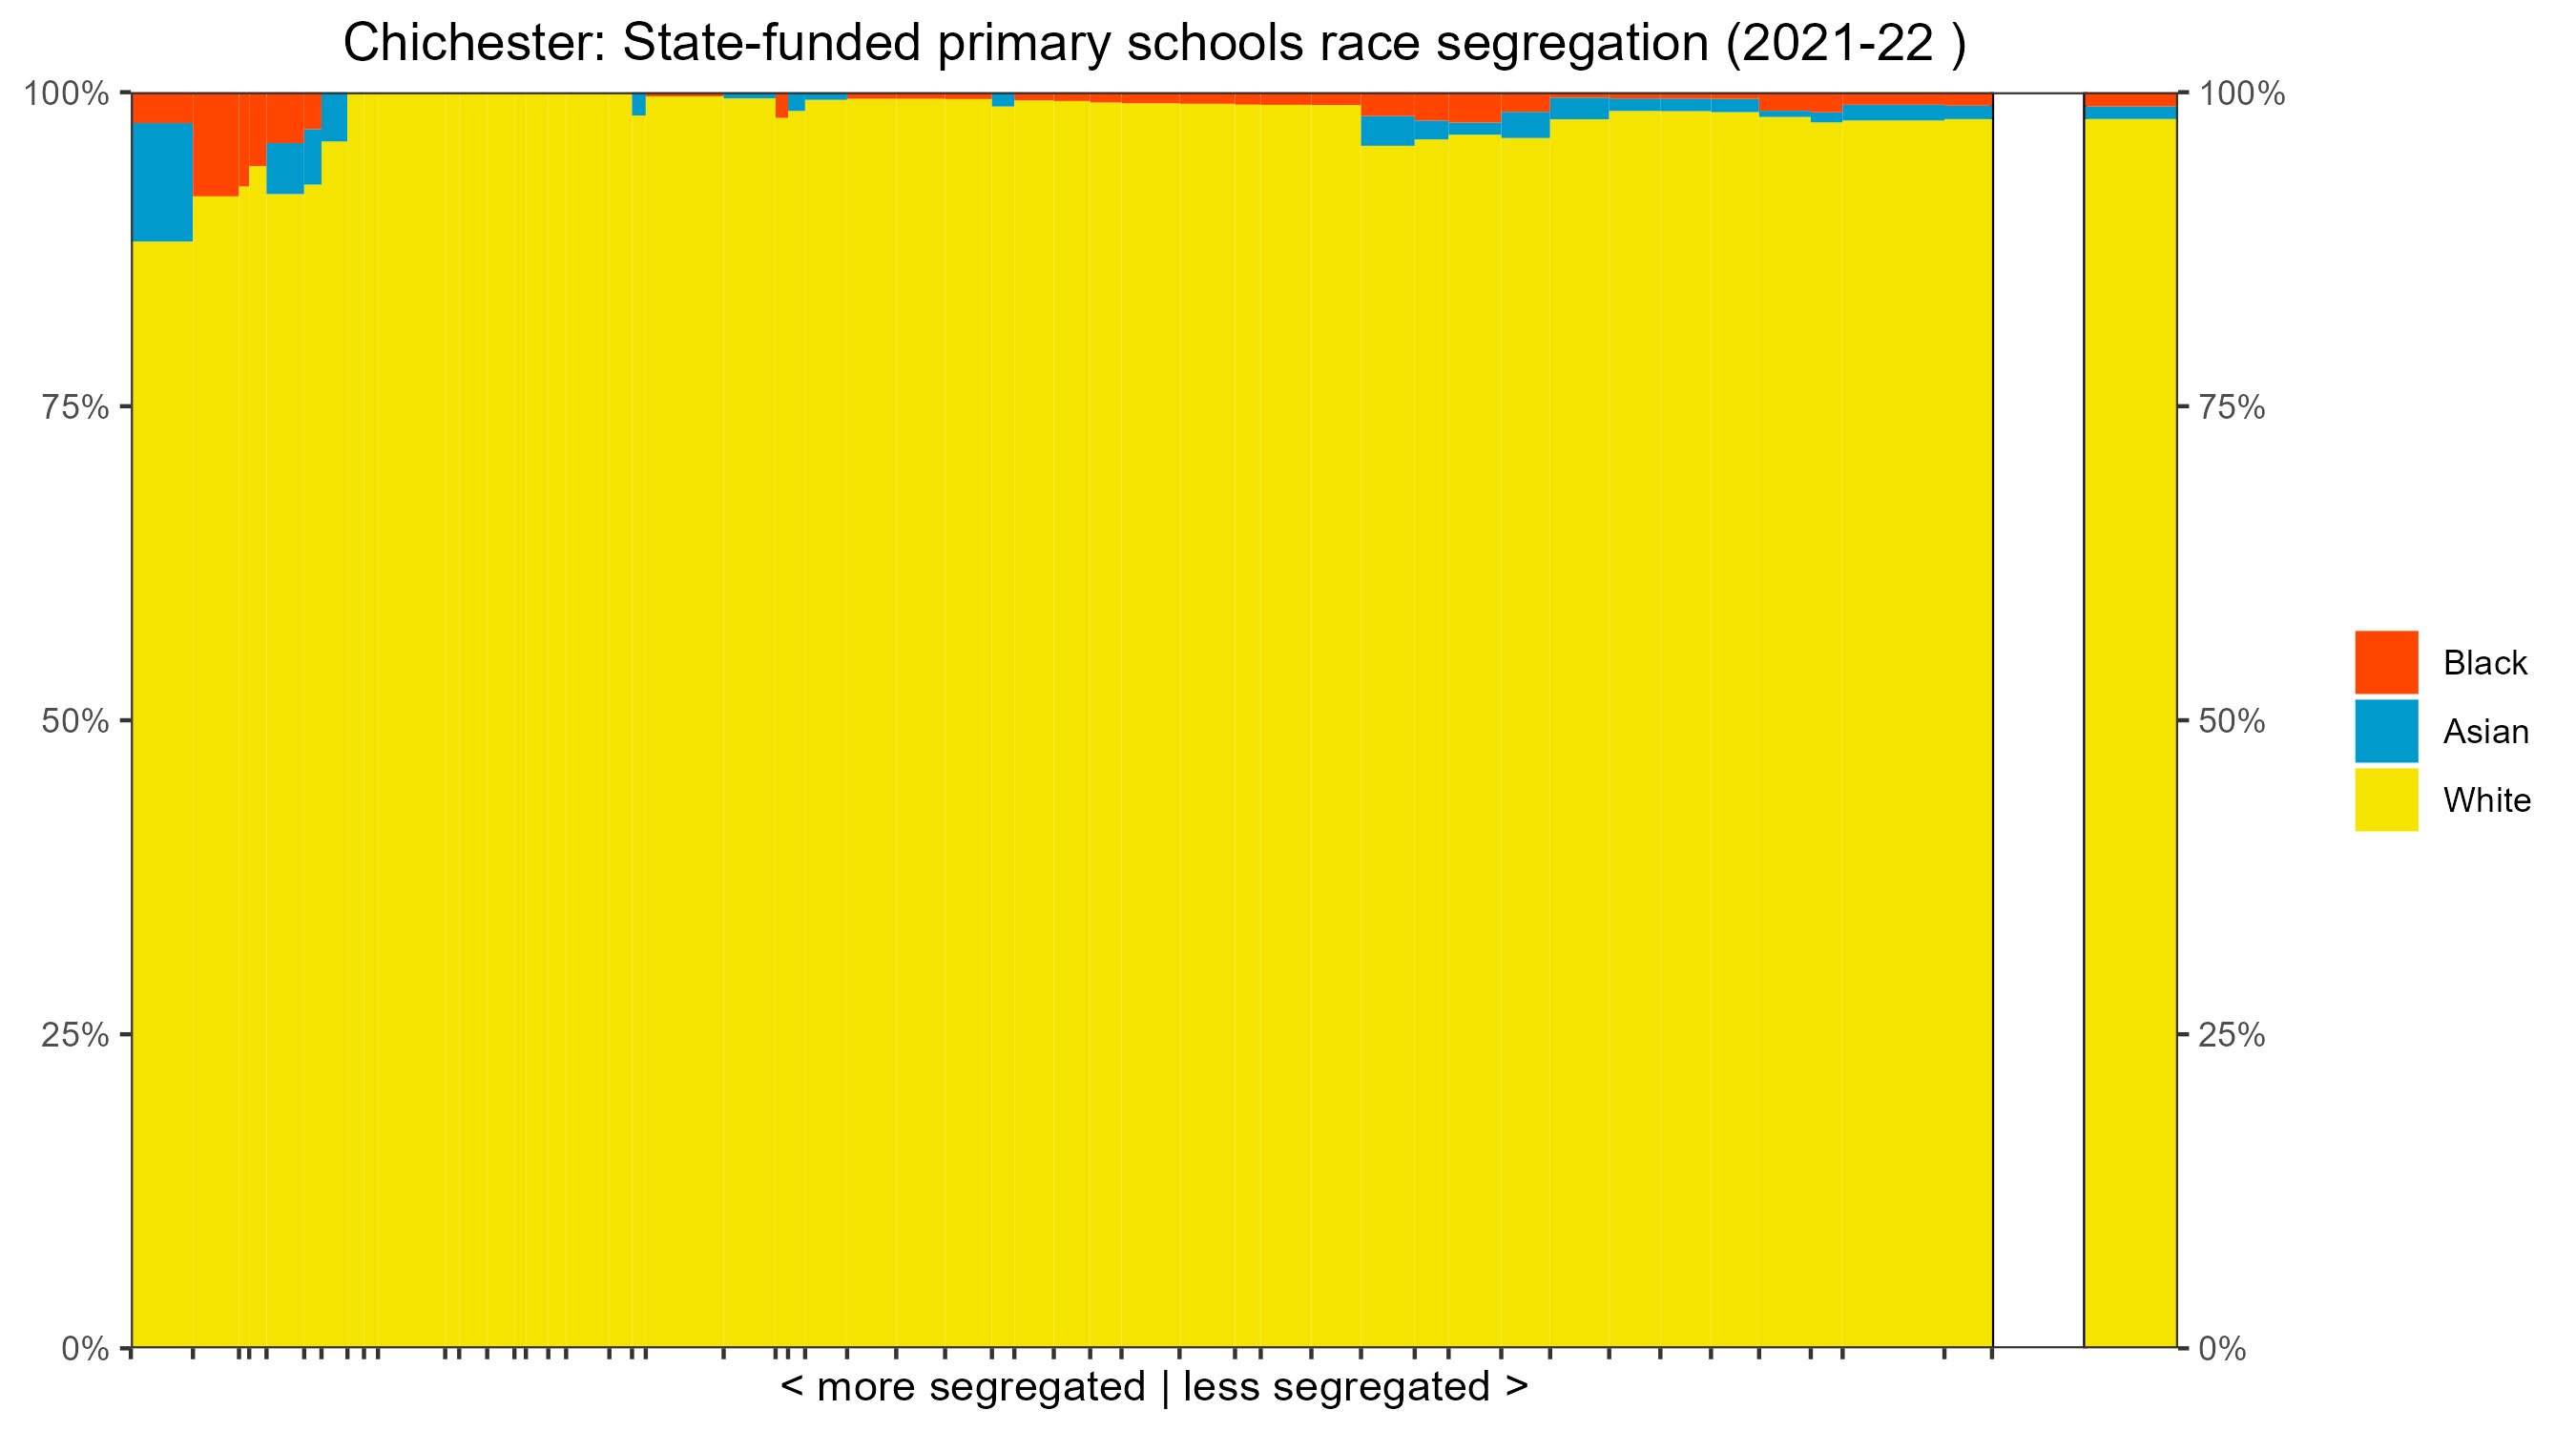 Chichester: State-funded primary schools race segregation (2021-22 )
100%
100%
75%
75%
50%
50%
25%
25%
0%
0%
Black
Asian
White
< more segregated | less segregated >